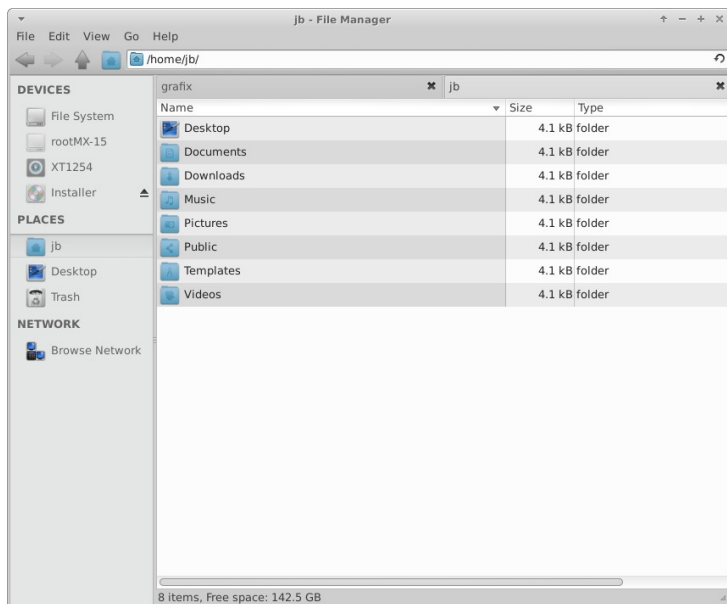 jb - File Manager
File Edit View Go Help
/home/jb/
DEVICES
File System
rootMX-15
XT1254
Installer
PLACES
jb
Desktop
Trash
NETWORK
Browse Network
grafix jb
Name Size Type
Desktop 4.1 kB folder
Documents 4.1 kB folder
Downloads 4.1 kB folder
Music 4.1 kB folder
Pictures 4.1 kB folder
Public 4.1 kB folder
Templates 4.1 kB folder
Videos 4.1 kB folder
8 items, Free space: 142.5 GB